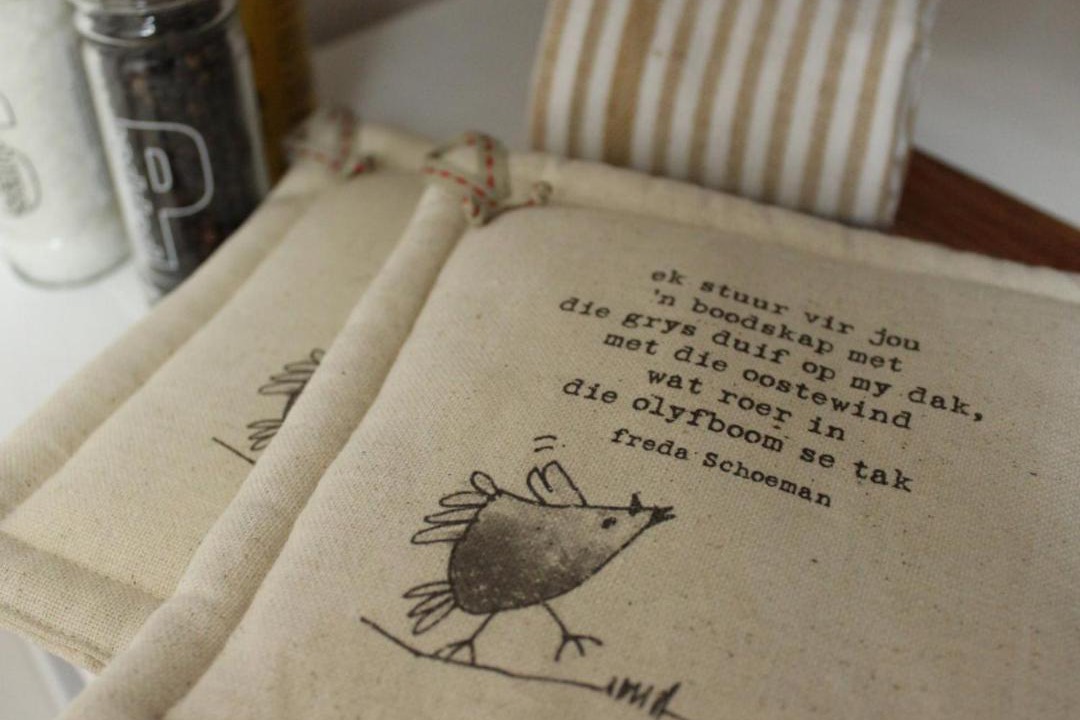 ek stuur vir jou
'n boodskap met
die grys duif op my dak,
met die oostewind
wat roer in
die olyfboom se tak
freda Schoeman
P